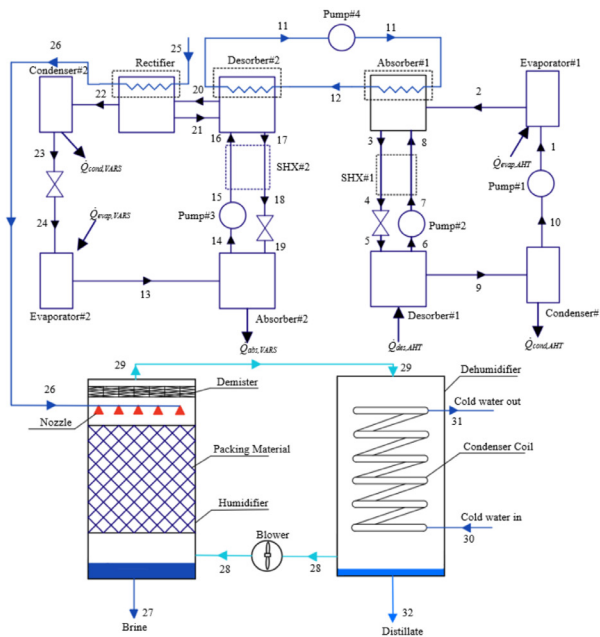 Pump#4
11
11
26
25
Rectifier
Desorber#2
Absorber#1
Evaporator#1
Condenser#2
22
20
21
12
2
16
17
3
8
23
Q̇cond,VARS
SHX#2
SHX#1
Q̇evap,AHT
1
15
18
4
7
Pump#1
Q̇evap,VARS
Pump#3
Pump#2
24
14
19
5
6
10
13
9
Evaporator#2
Absorber#2
Desorber#1
Condenser#
Q̇abs,VARS
Q̇des,AHT
Q̇cond,AHT
29
29
Dehumidifier
26
Demister
Cold water out
31
Nozzle
Packing Material
Condenser Coil
Humidifier
Cold water in
30
Blower
28
28
27
32
Brine
Distillate